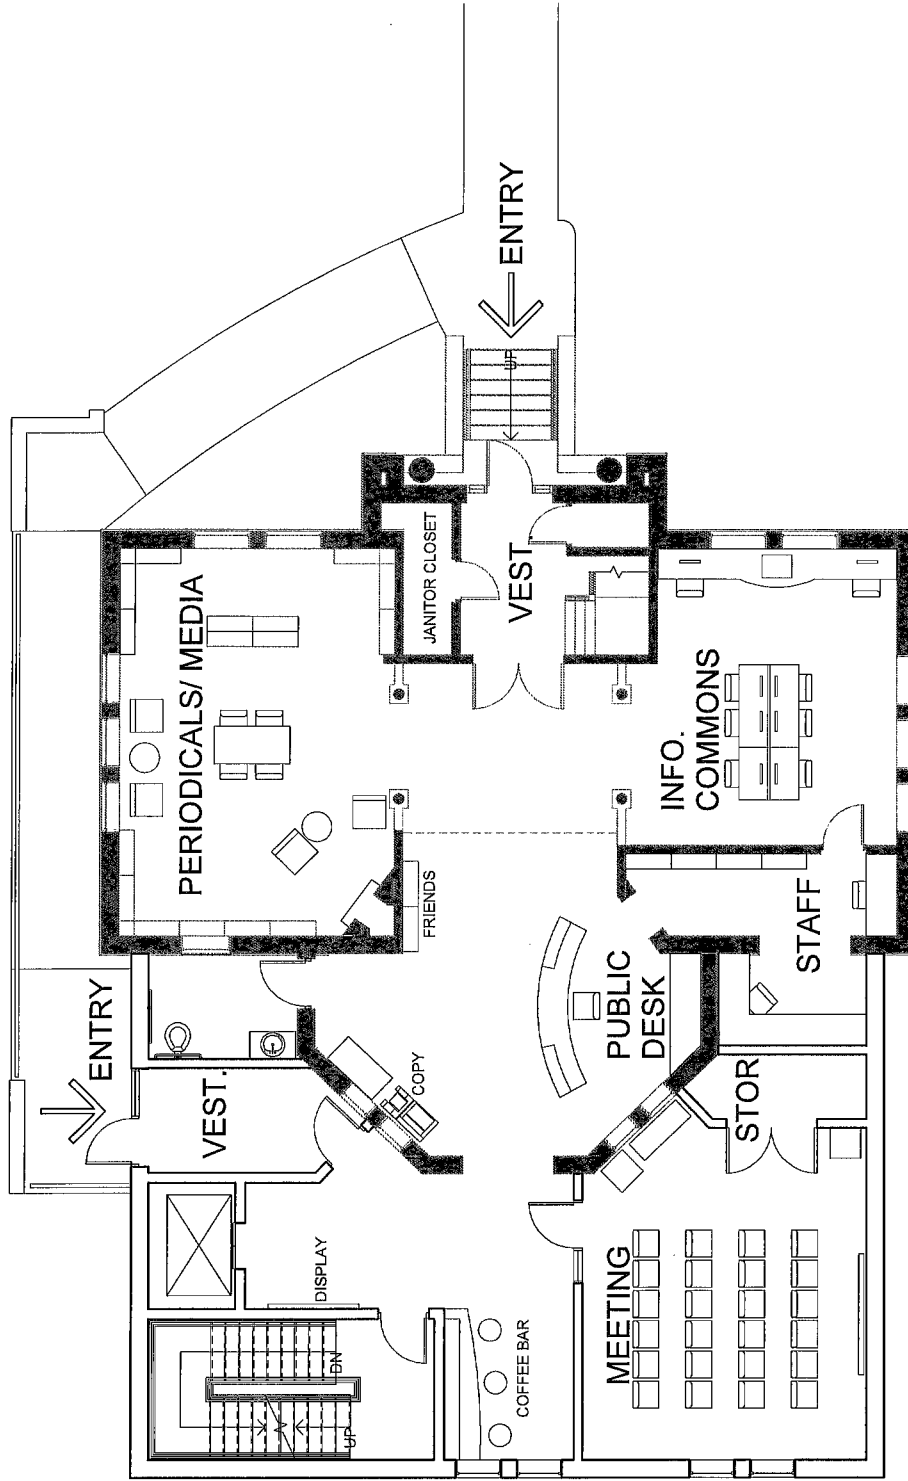 ENTRY
VEST.
PERIODICALS/ MEDIA
JANITOR CLOSET
VEST
ENTRY
UP
DISPLAY
COPY
FRIENDS
DN
UP
COFFEE BAR
PUBLIC
DESK
INFO.
COMMONS
MEETING
STOR
STAFF